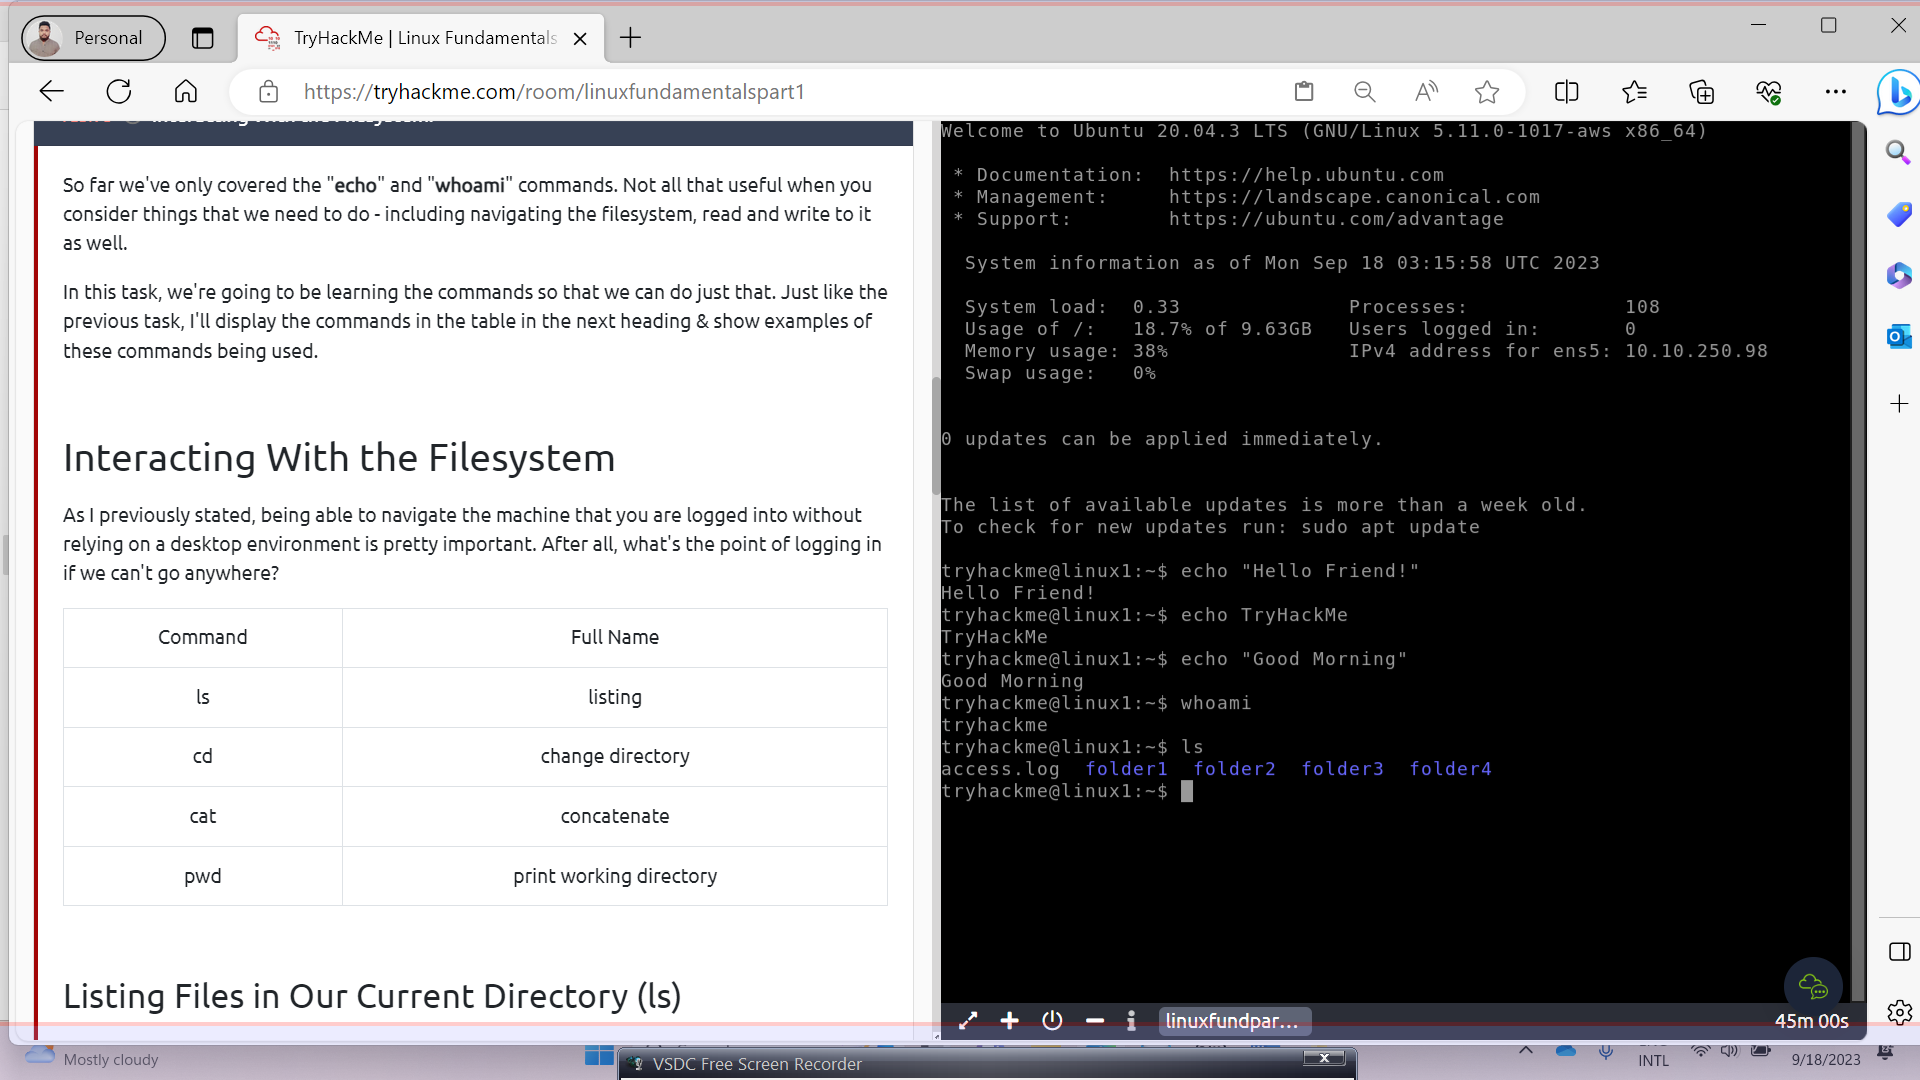 Personal
TryHackMe | Linux Fundamentals
https://tryhackme.com/room/linuxfundamentalspart1
Interacting With the Filesystem!
So far we've only covered the "echo" and "whoami" commands. Not all that useful when you
consider things that we need to do - including navigating the filesystem, read and write to it
as well.
In this task, we're going to be learning the commands so that we can do just that. Just like the
previous task, I'll display the commands in the table in the next heading & show examples of
these commands being used.
Interacting With the Filesystem
As I previously stated, being able to navigate the machine that you are logged into without
relying on a desktop environment is pretty important. After all, what's the point of logging in
if we can't go anywhere?
Command Full Name
ls listing
cd change directory
cat concatenate
pwd print working directory
Listing Files in Our Current Directory (ls)
Welcome to Ubuntu 20.04.3 LTS (GNU/Linux 5.11.0-1017-aws x86_64)
* Documentation: https://help.ubuntu.com
* Management: https://landscape.canonical.com
* Support: https://ubuntu.com/advantage
System information as of Mon Sep 18 03:15:58 UTC 2023
System load: 0.33 Processes: 108
Usage of /: 18.7% of 9.63GB Users logged in: 0
Memory usage: 38% IPv4 address for ens5: 10.10.250.98
Swap usage: 0%
0 updates can be applied immediately.
The list of available updates is more than a week old.
To check for new updates run: sudo apt update
tryhackme@linux1:~$ echo "Hello Friend!"
Hello Friend!
tryhackme@linux1:~$ echo TryHackMe
TryHackMe
tryhackme@linux1:~$ echo "Good Morning"
Good Morning
tryhackme@linux1:~$ whoami
tryhackme
tryhackme@linux1:~$ ls
access.log folder1 folder2 folder3 folder4
tryhackme@linux1:~$
linuxfundpar...
45m 00s
Mostly cloudy
VSDC Free Screen Recorder
INTL
9/18/2023